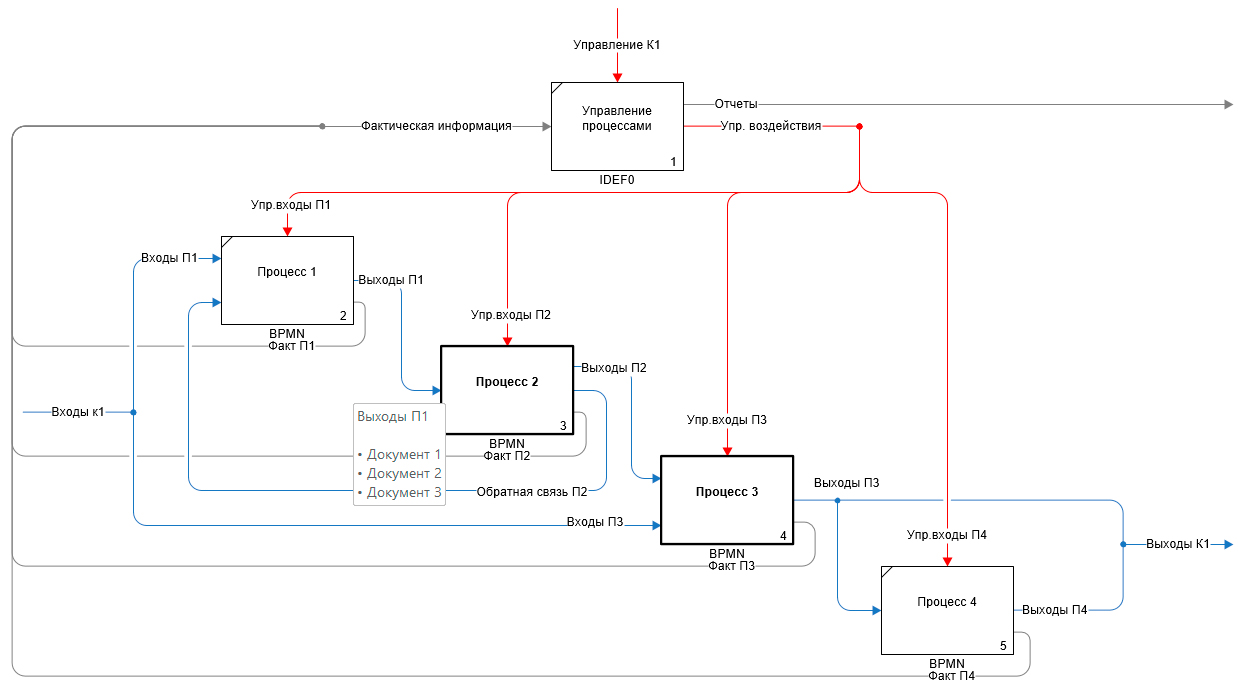 Управление К1
Управление
процессами
1
IDEF0
Отчеты
Фактическая информация
Упр. воздействия
Упр.входы П1
Входы П1
Процесс 1
2
BPMN
Факт П1
Выходы П1
Упр.входы П2
Процесс 2
3
BPMN
Факт П2
Выходы П2
Входы к1
Выходы П1
• Документ 1
• Документ 2
• Документ 3
Обратная связь П2
Упр.входы П3
Входы П3
Процесс 3
4
BPMN
Факт П3
Выходы П3
Упр.входы П4
Процесс 4
5
BPMN
Факт П4
Выходы П4
Выходы К1